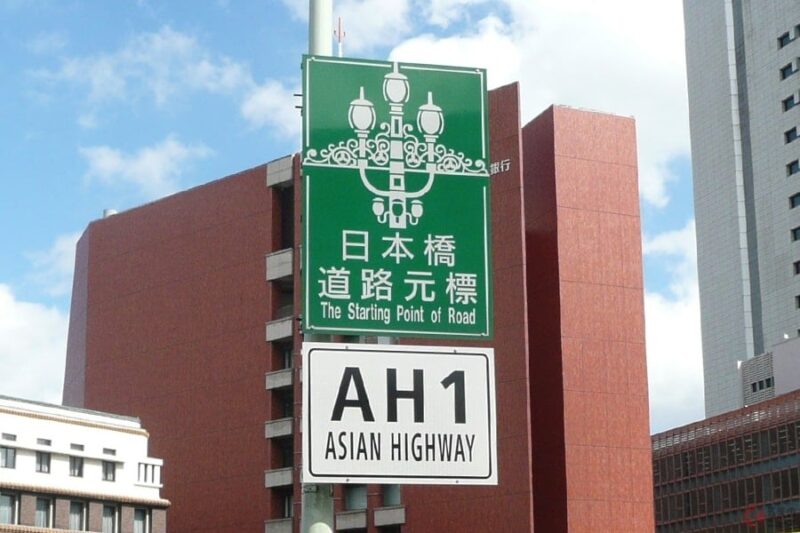 銀行
日本橋
道路元標
The Starting Point of Road
AH1
ASIAN HIGHWAY